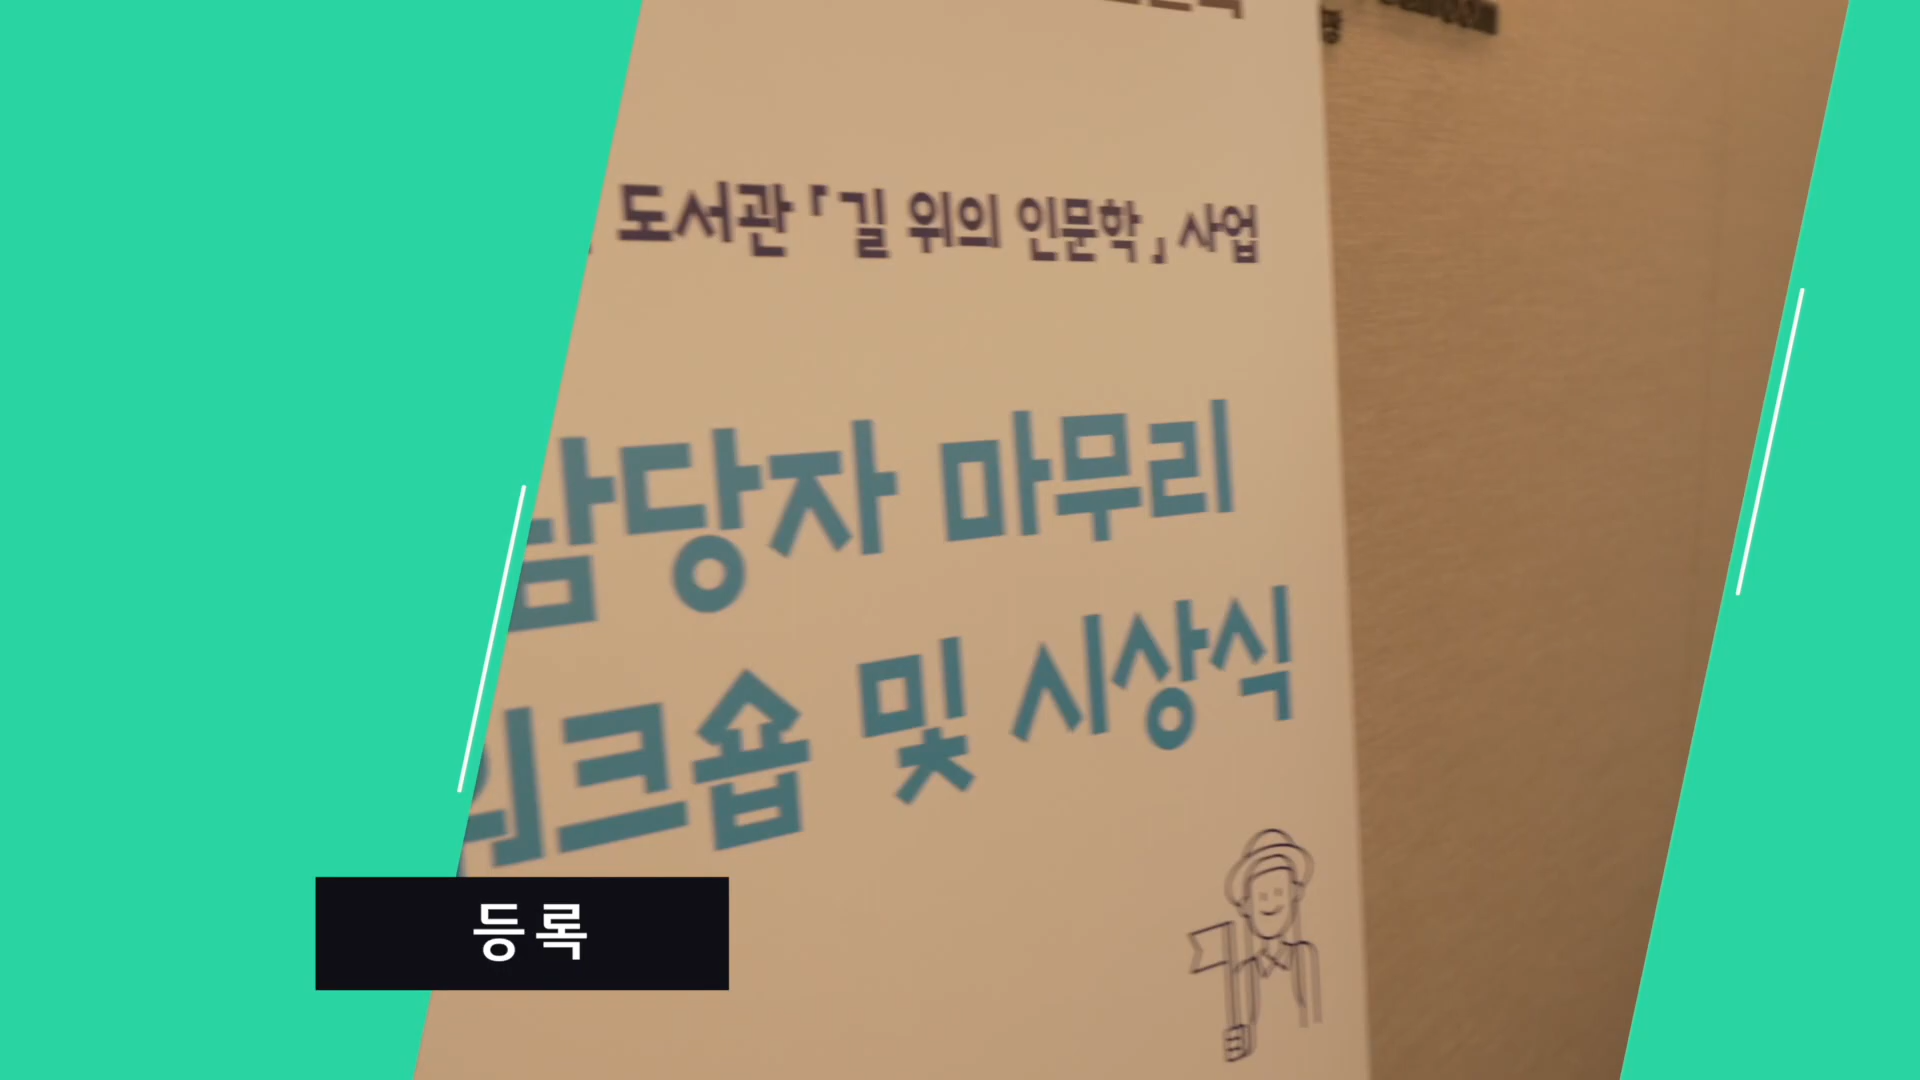 도서관 「길 위의 인문학」 사업
담당자 마무리
워크숍 및 시상식
등록